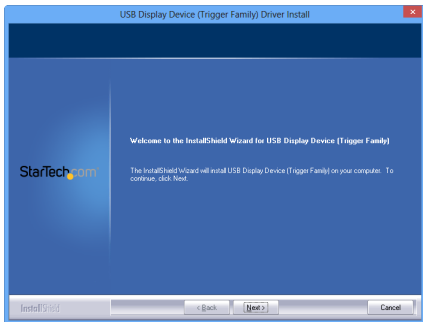 USB Display Device (Trigger Family) Driver Install
Welcome to the InstallShield Wizard for USB Display Device (Trigger Family)
StarTech.com
The InstallShield Wizard will install USB Display Device (Trigger Family) on your computer. To
continue, click Next.
InstallShield
< Back
Next >
Cancel